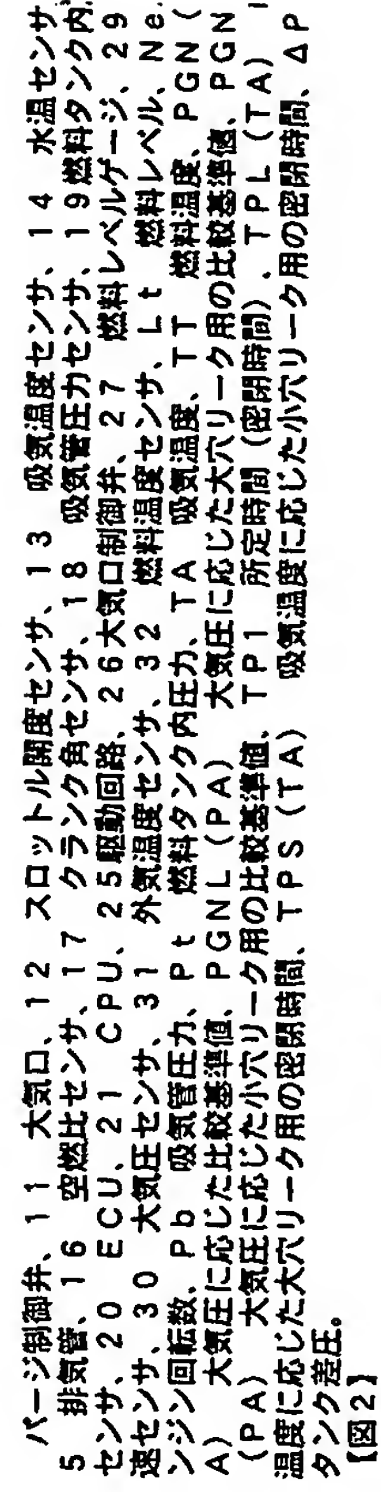 パージ制御弁、11 大気口、12 スロットル開度センサ、13 吸気温度センサ、14 水温センサ、
5 排気管、16 空燃比センサ、17 クランク角センサ、18 吸気管圧力センサ、19燃料タンク内
センサ、20 ECU、21 CPU、25駆動回路、26大気口制御弁、27 燃料レベルゲージ、29
速センサ、30 大気圧センサ、31 外気温度センサ、32 燃料温度センサ、Lt 燃料レベル、Ne
ンジン回転数、Pb 吸気管圧力、Pt 燃料タンク内圧力、TA 吸気温度、TT 燃料温度、PGN(
A) 大気圧に応じた比較基準値、PGNL(PA) 大気圧に応じた大穴リーク用の比較基準値、PGN
(PA) 大気圧に応じた小穴リーク用の比較基準値、TP1 所定時間(密閉時間)、TPL(TA)
温度に応じた大穴リーク用の密閉時間、TPS(TA) 吸気温度に応じた小穴リーク用の密閉時間、ΔP
タンク差圧。
【図2】